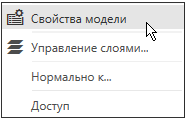 Свойства модели
Управление слоями...
Нормально к...
Доступ